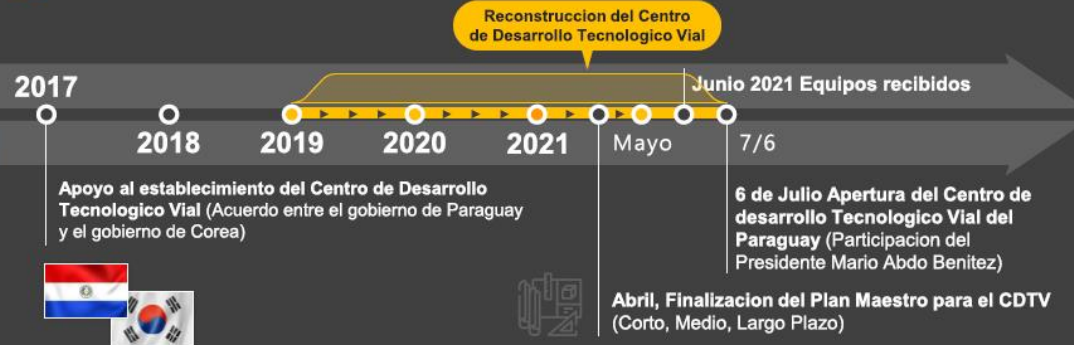 Reconstruccion del Centro
de Desarrollo Tecnologico Vial
2017
Junio 2021 Equipos recibidos
2018
2019
2020
2021
Mayo
7/6
Apoyo al establecimiento del Centro de Desarrollo
Tecnologico Vial (Acuerdo entre el gobierno de Paraguay
y el gobierno de Corea)
6 de Julio Apertura del Centro de
desarrollo Tecnologico Vial del
Paraguay (Participacion del
Presidente Mario Abdo Benitez)
Abril, Finalizacion del Plan Maestro para el CDTV
(Corto, Medio, Largo Plazo)